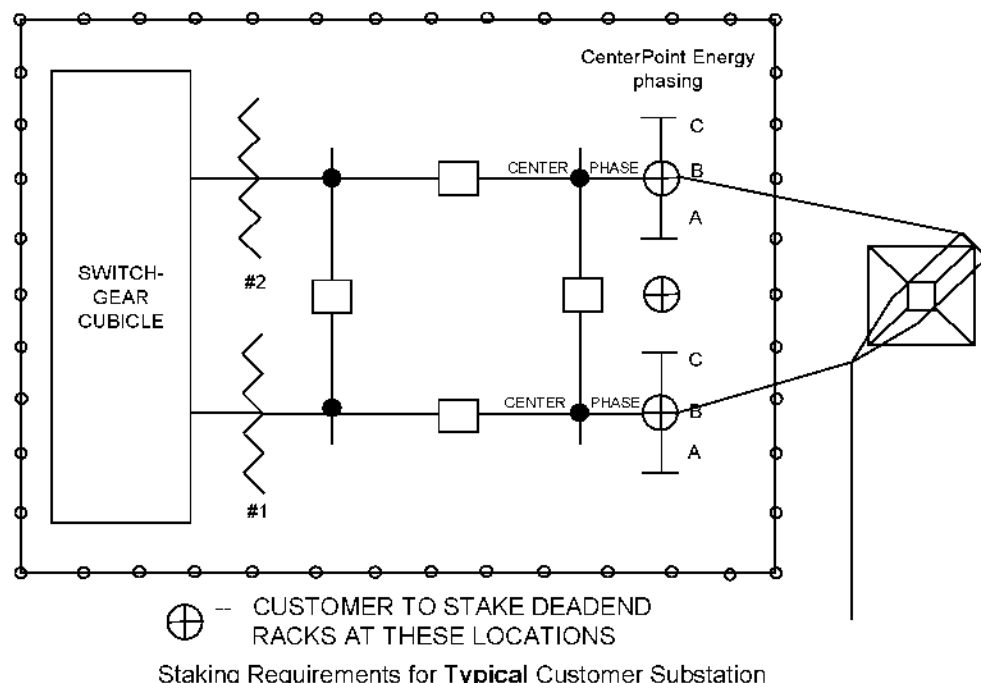 CenterPoint Energy
phasing
C
CENTER PHASE B
A
SWITCH-
GEAR
CUBICLE
#2
C
CENTER PHASE B
A
#1
-- CUSTOMER TO STAKE DEADEND
RACKS AT THESE LOCATIONS
Staking Requirements for Typical Customer Substation